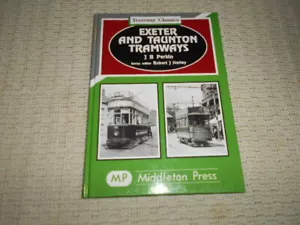 Tramway Classics
EXETER
AND TAUNTON
TRAMWAYS
J B Perkin
Series editor Robert J Harley
MP Middleton Press